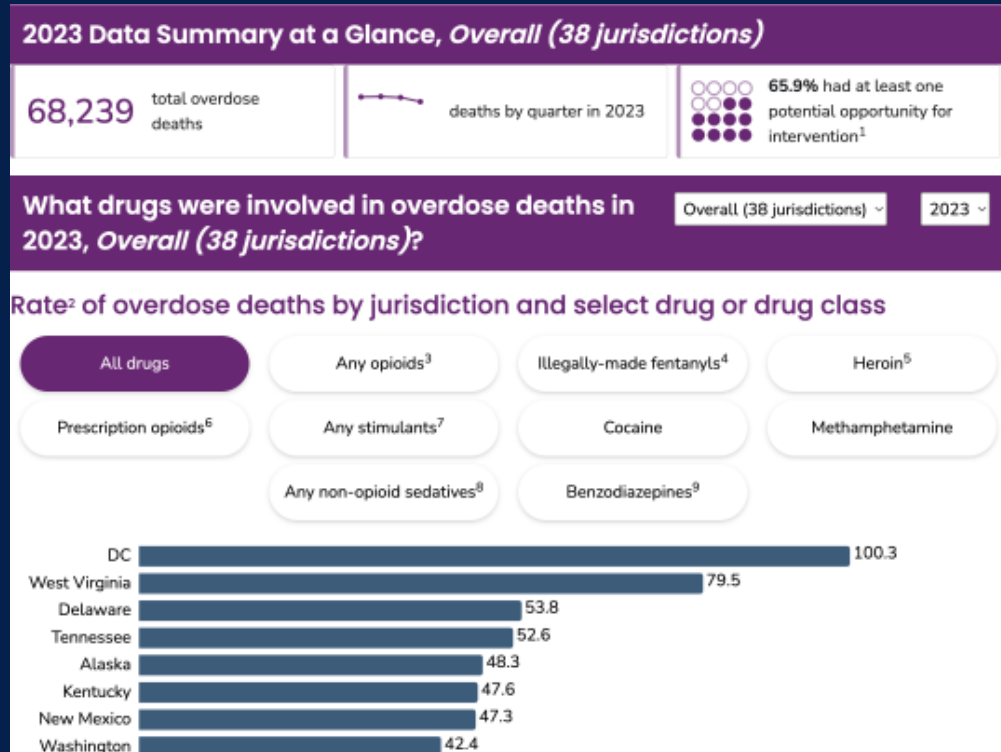 2023 Data Summary at a Glance, Overall (38 jurisdictions)
68,239
total overdose
deaths
deaths by quarter in 2023
65.9% had at least one
potential opportunity for
intervention1
What drugs were involved in overdose deaths in
2023, Overall (38 jurisdictions)?
Overall (38 jurisdictions)
2023
Rate2 of overdose deaths by jurisdiction and select drug or drug class
All drugs
Any opioids3
Illegally-made fentanyls4
Heroin5
Prescription opioids6
Any stimulants7
Cocaine
Methamphetamine
Any non-opioid sedatives8
Benzodiazepines9
DC 100.3
West Virginia 79.5
Delaware 53.8
Tennessee 52.6
Alaska 48.3
Kentucky 47.6
New Mexico 47.3
Washington 42.4